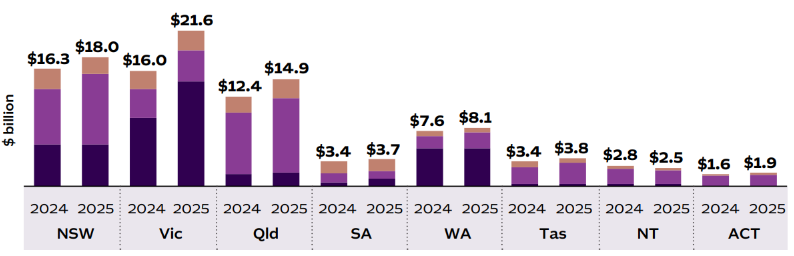 $ billion
$16.3 $18.0 $16.0 $21.6 $12.4 $14.9 $3.4 $3.7 $7.6 $8.1 $3.4 $3.8 $2.8 $2.5 $1.6 $1.9
2024 2025 2024 2025 2024 2025 2024 2025 2024 2025 2024 2025 2024 2025 2024 2025
NSW Vic Qld SA WA Tas NT ACT